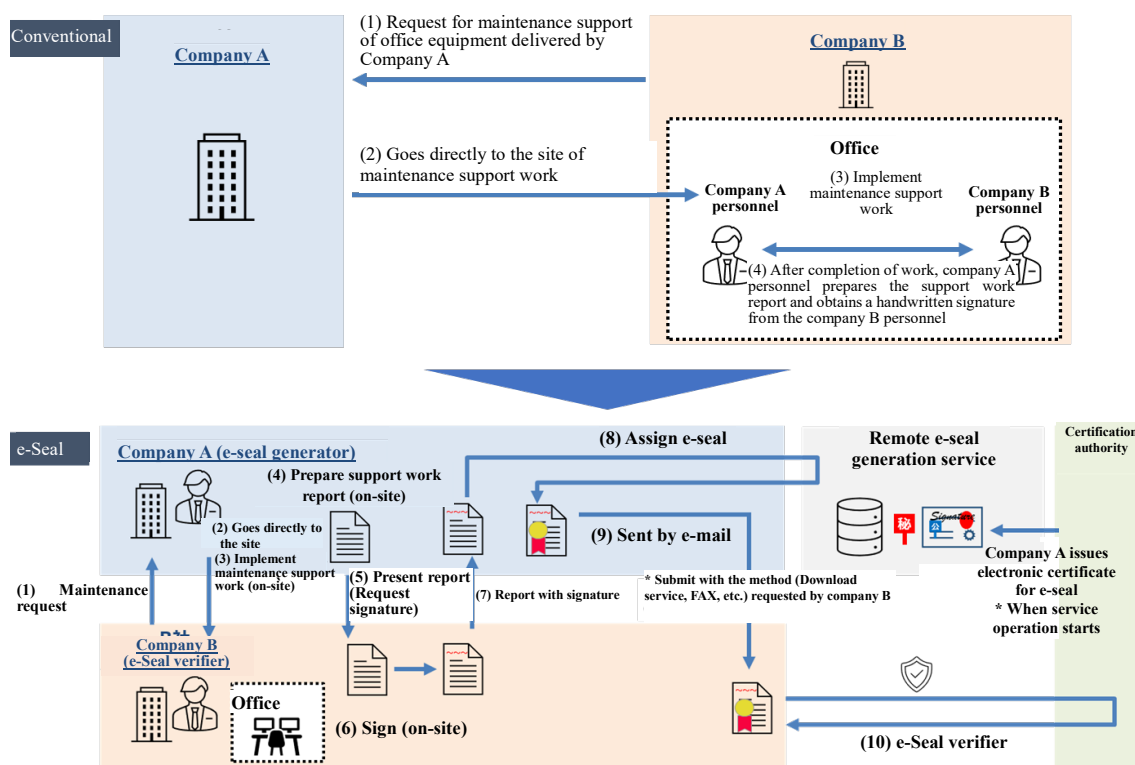 Conventional
Company A
(1) Request for maintenance support
of office equipment delivered by
Company A
Company B
(2) Goes directly to the site of
maintenance support work
Office
(3) Implement
maintenance support
work
Company A
personnel
Company B
personnel
(4) After completion of work, company A
personnel prepares the support work
report and obtains a handwritten signature
from the company B personnel
e-Seal
Company A (e-seal generator)
(8) Assign e-seal
Remote e-seal
generation service
Certification
authority
(4) Prepare support work
report (on-site)
(2) Goes directly to
the site
(3) Implement
maintenance support
work (on-site)
(9) Sent by e-mail
Signature
秘
公
Company A issues
electronic certificate
for e-seal
* When service
operation starts
(1) Maintenance
request
(5) Present report
(Request
signature)
(7) Report with signature
* Submit with the method (Download
service, FAX, etc.) requested by company B
Company B
(e-Seal verifier)
Office
(6) Sign (on-site)
(10) e-Seal verifier